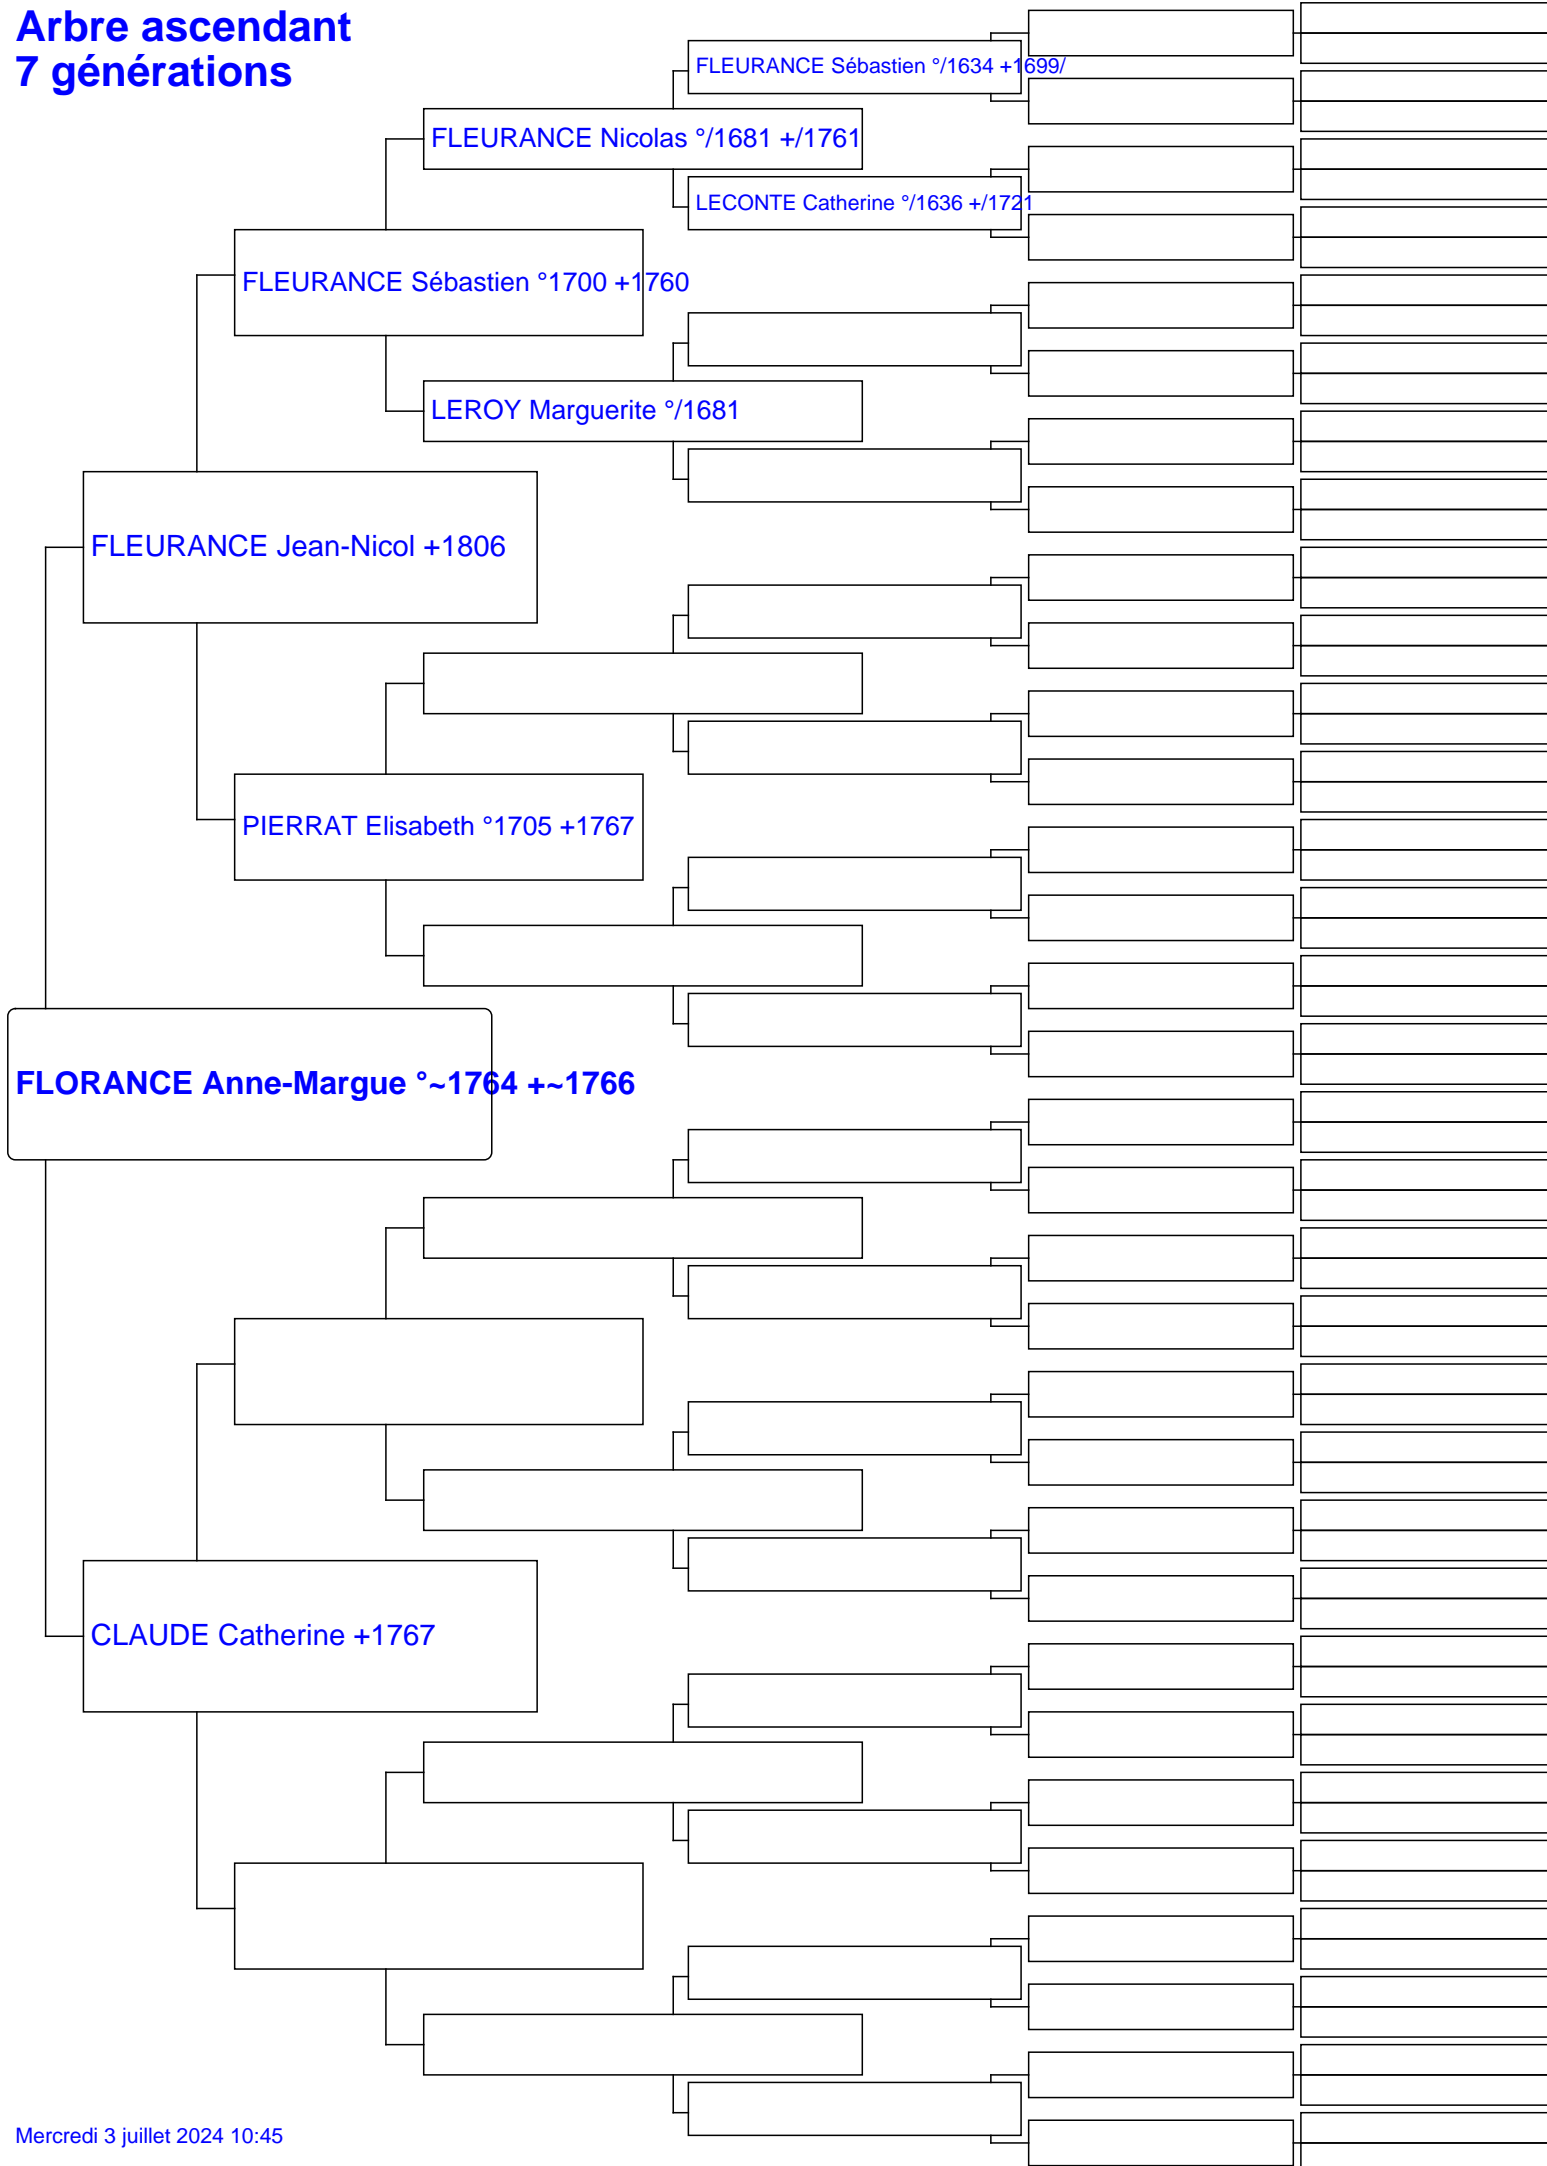 Arbre ascendant
7 générations
FLEURANCE Sébastien °/1634 +1699/
FLEURANCE Nicolas °/1681 +/1761
LECONTE Catherine °/1636 +/1721
FLEURANCE Sébastien °1700 +1760
LEROY Marguerite °/1681
FLEURANCE Jean-Nicol +1806
PIERRAT Elisabeth °1705 +1767
FLORANCE Anne-Margue °~1764 +~1766
CLAUDE Catherine +1767
Mercredi 3 juillet 2024 10:45